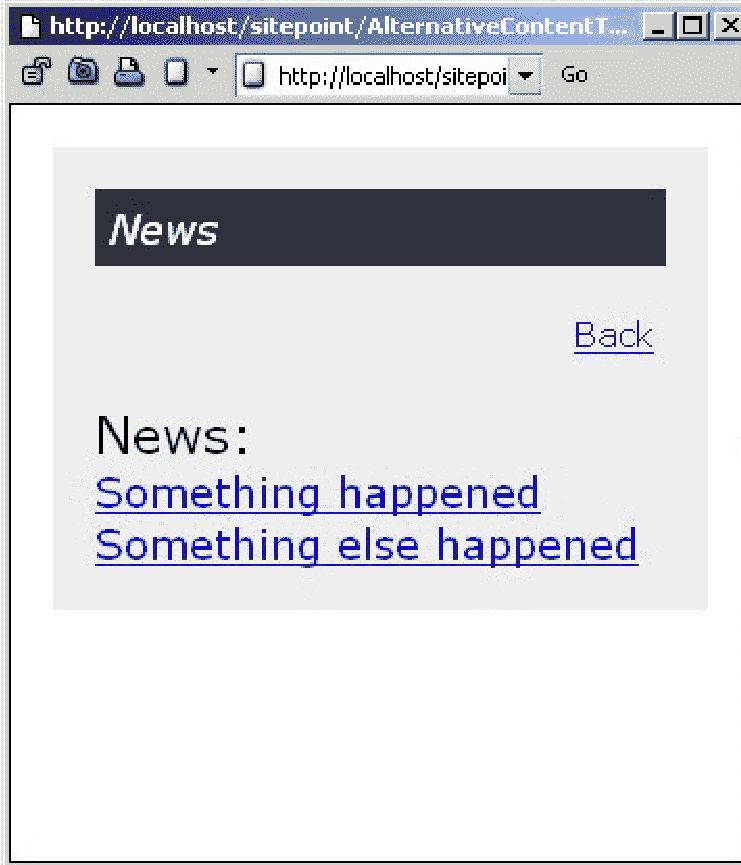 http://localhost/sitepoint/AlternativeContentT...
http://localhost/sitepoi Go
News
Back
News:
Something happened
Something else happened